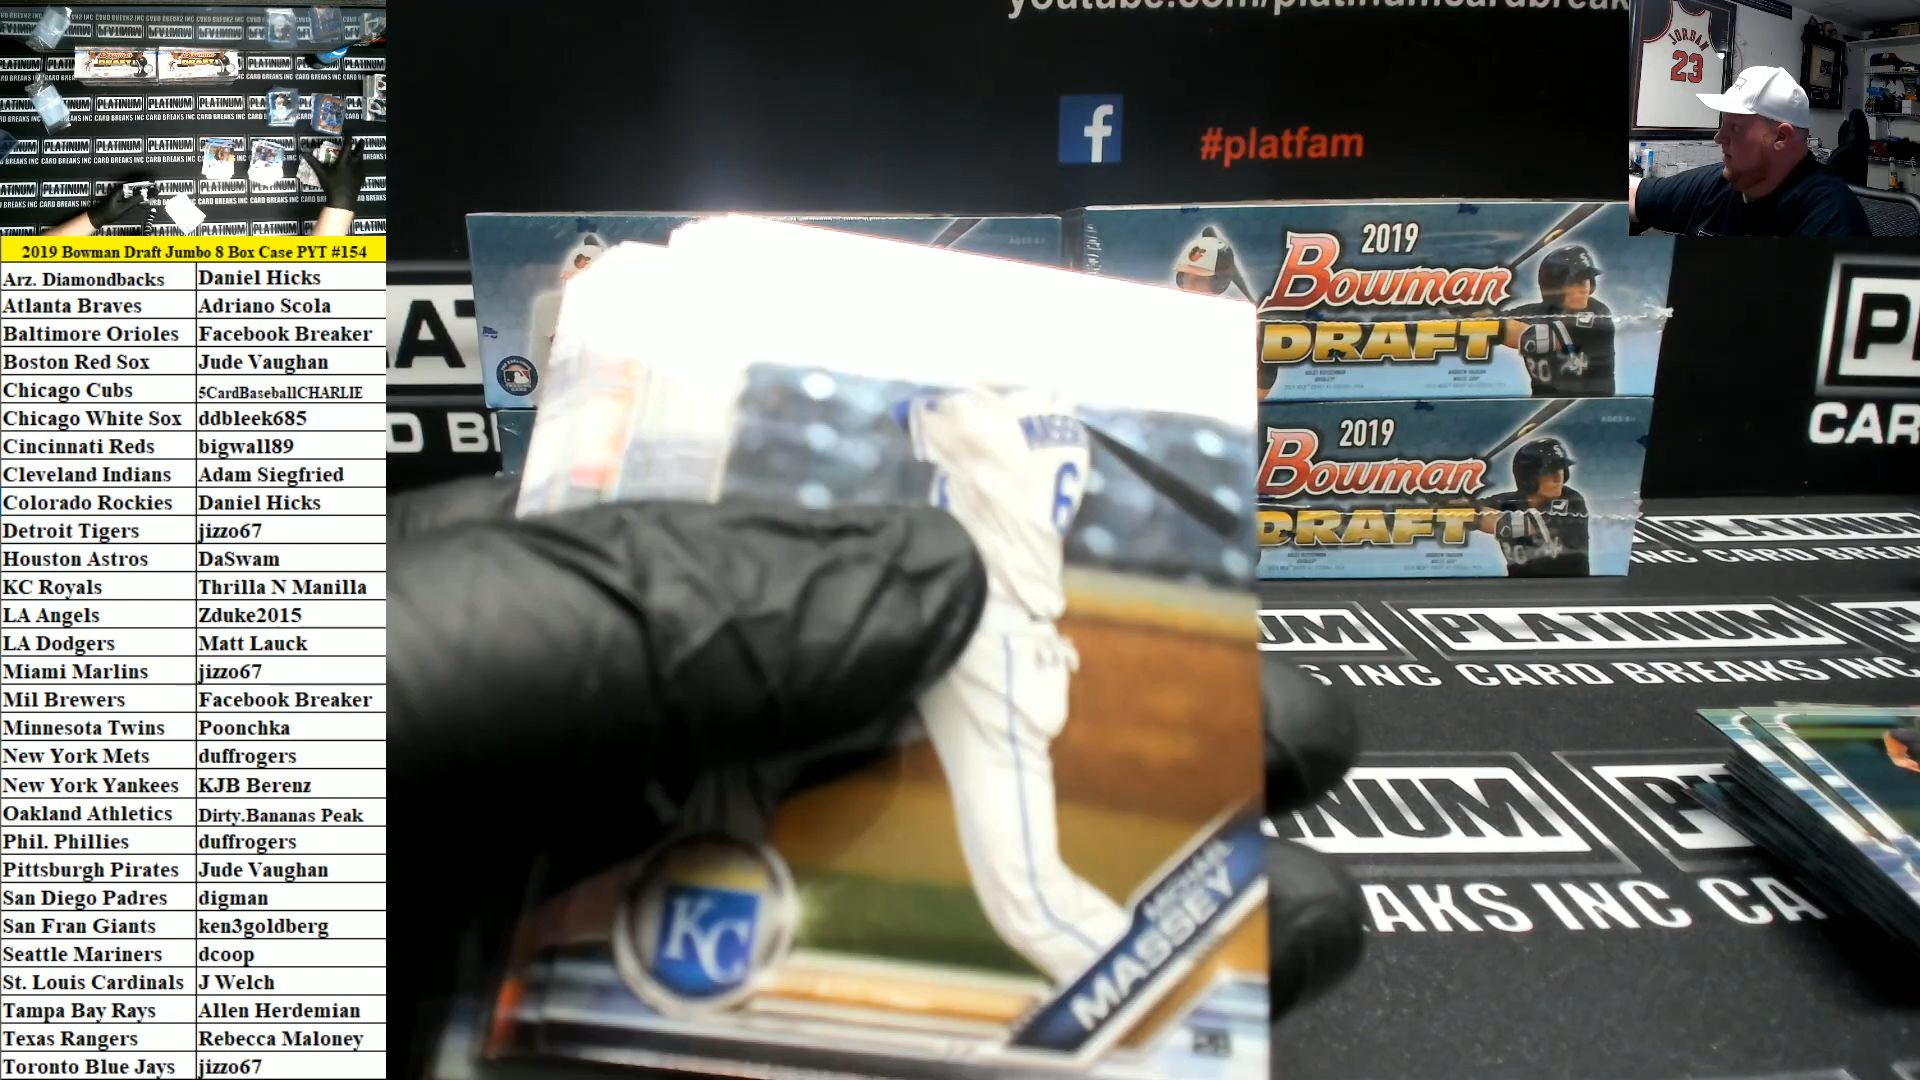 youtube.com/platinumcardbreak
#platfam
JORDAN
23
2019 Bowman Draft Jumbo 8 Box Case PYT #154
Arz. Diamondbacks Daniel Hicks
Atlanta Braves Adriano Scola
Baltimore Orioles Facebook Breaker
Boston Red Sox Jude Vaughan
Chicago Cubs 5CardBaseballCHARLIE
Chicago White Sox ddbleek685
Cincinnati Reds bigwall89
Cleveland Indians Adam Siegfried
Colorado Rockies Daniel Hicks
Detroit Tigers jizzo67
Houston Astros DaSwam
KC Royals Thrilla N Manilla
LA Angels Zduke2015
LA Dodgers Matt Lauck
Miami Marlins jizzo67
Mil Brewers Facebook Breaker
Minnesota Twins Poonchka
New York Mets duffrogers
New York Yankees KJB Berenz
Oakland Athletics Dirty.Bananas Peak
Phil. Phillies duffrogers
Pittsburgh Pirates Jude Vaughan
San Diego Padres digman
San Fran Giants ken3goldberg
Seattle Mariners dcoop
St. Louis Cardinals J Welch
Tampa Bay Rays Allen Herdemian
Texas Rangers Rebecca Maloney
Toronto Blue Jays jizzo67
2019
Bowman
DRAFT
2019
Bowman
DRAFT
MASSEY
6
KC
MICHAEL
MASSEY
PLATINUM
CARD BREAKS INC